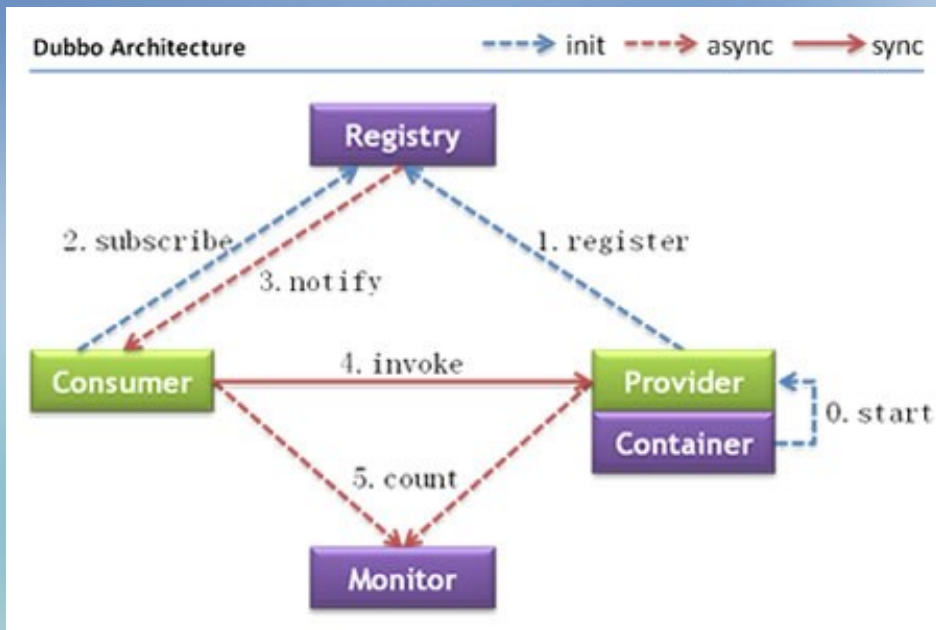 Dubbo Architecture
init
async
sync
Registry
2. subscribe
1. register
3. notify
Consumer
4. invoke
Provider
0. start
Container
5. count
Monitor